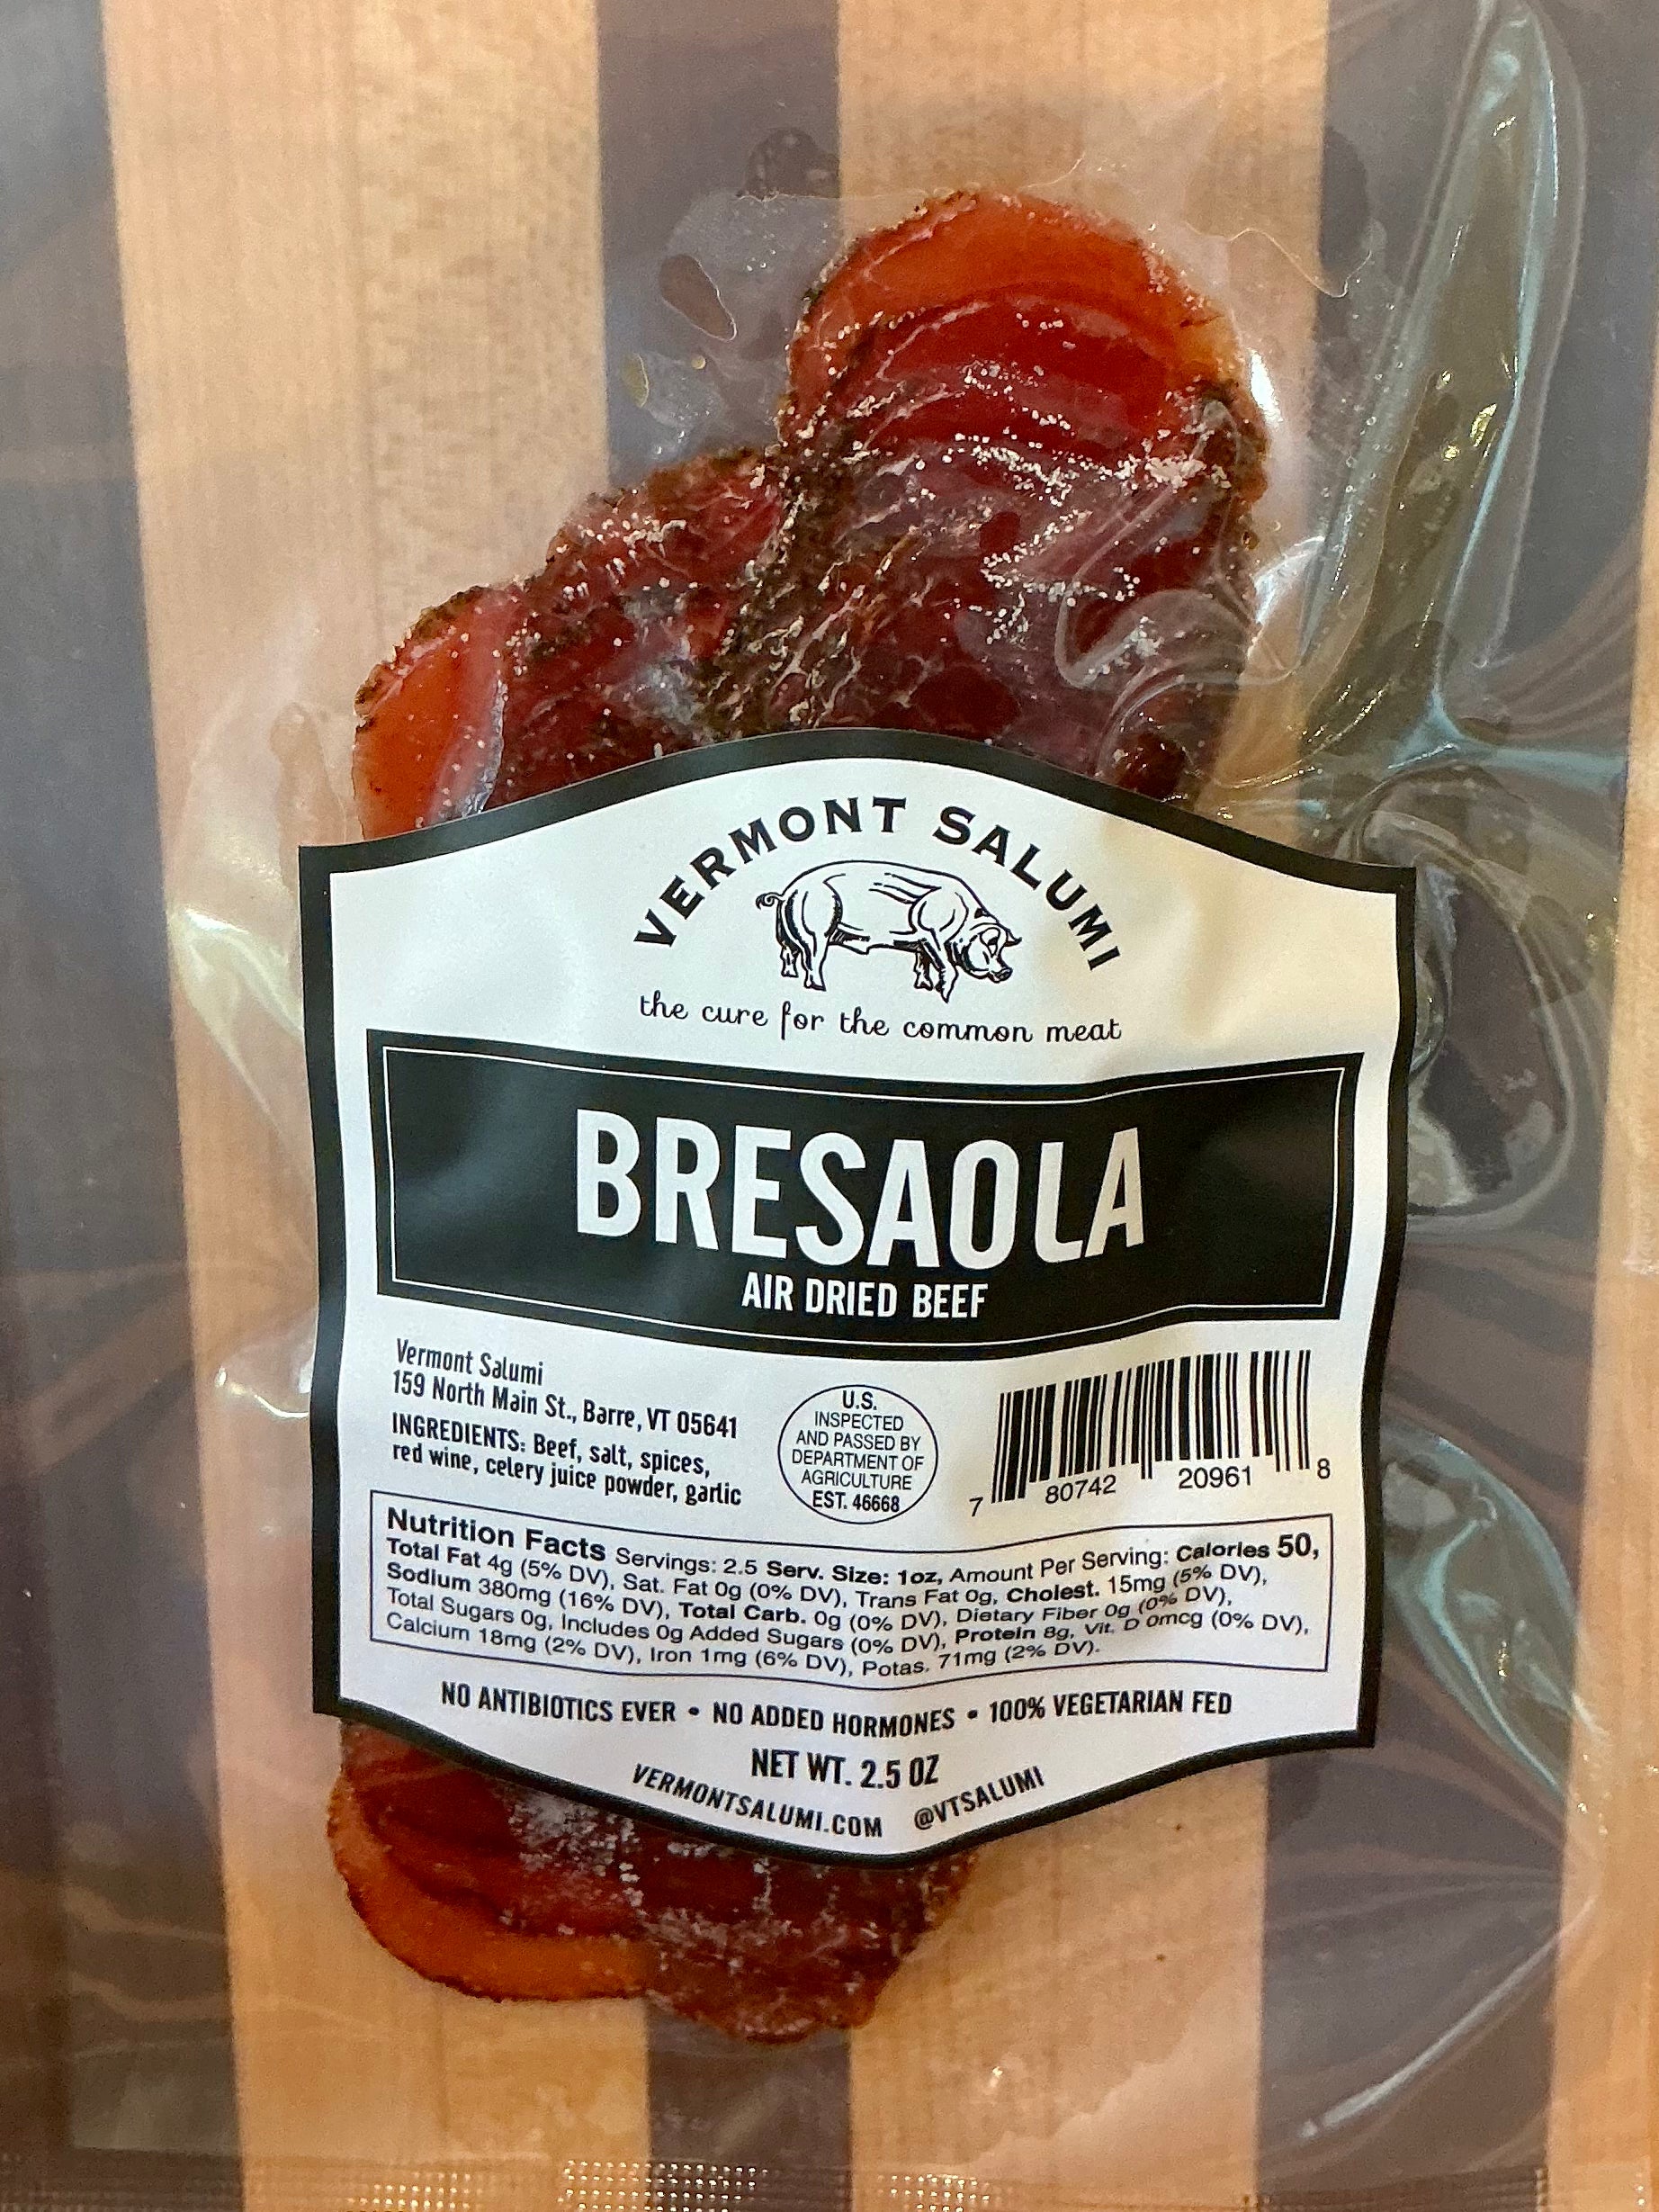 VERMONT SALUMI
the cure for the common meat
BRESAOLA
AIR DRIED BEEF
Vermont Salumi
159 North Main St., Barre, VT 05641
INGREDIENTS: Beef, salt, spices,
red wine, celery juice powder, garlic
U.S.
INSPECTED
AND PASSED BY
DEPARTMENT OF
AGRICULTURE
EST. 46668
7 80742 20961 8
Nutrition Facts Servings: 2.5 Serv. Size: 1oz, Amount Per Serving: Calories 50,
Total Fat 4g (5% DV), Sat. Fat 0g (0% DV), Trans Fat 0g, Cholest. 15mg (5% DV),
Sodium 380mg (16% DV), Total Carb. 0g (0% DV), Dietary Fiber 0g (0% DV),
Total Sugars 0g, Includes 0g Added Sugars (0% DV), Protein 8g, Vit. D 0mcg (0% DV),
Calcium 18mg (2% DV), Iron 1mg (6% DV), Potas. 71mg (2% DV).
NO ANTIBIOTICS EVER • NO ADDED HORMONES • 100% VEGETARIAN FED
NET WT. 2.5 OZ
VERMONTSALUMI.COM @VTSALUMI